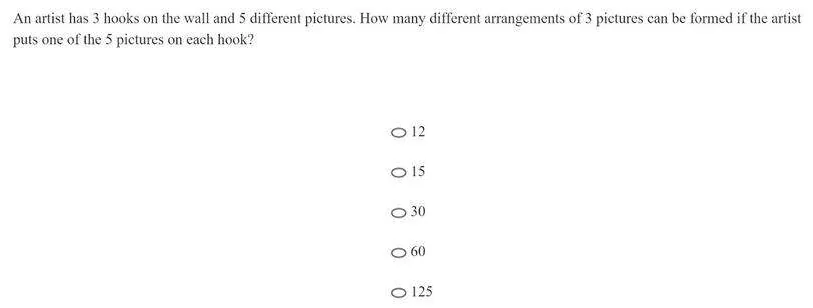 An artist has 3 hooks on the wall and 5 different pictures. How many different arrangements of 3 pictures can be formed if the artist
puts one of the 5 pictures on each hook?
12
15
30
60
125